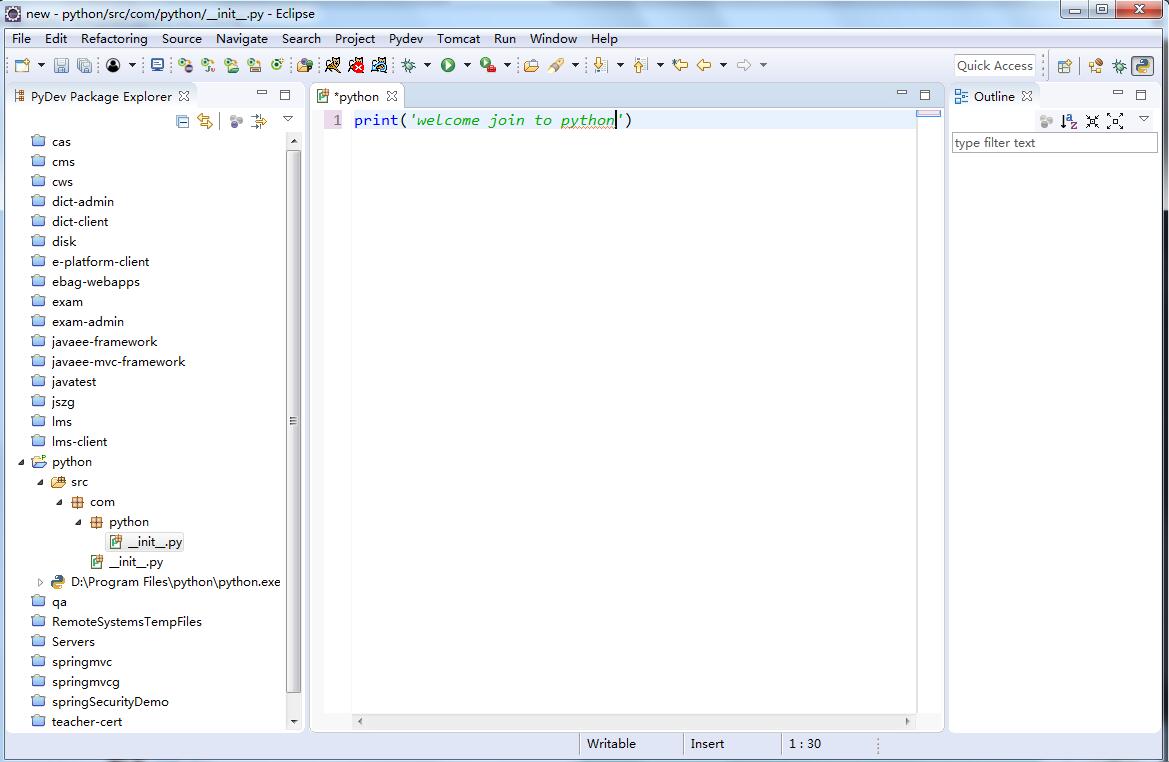 new - python/src/com/python/__init__.py - Eclipse
File Edit Refactoring Source Navigate Search Project Pydev Tomcat Run Window Help
Quick Access
PyDev Package Explorer
cas
cms
cws
dict-admin
dict-client
disk
e-platform-client
ebag-webapps
exam
exam-admin
javaee-framework
javaee-mvc-framework
javatest
jszg
lms
lms-client
python
src
com
python
__init__.py
__init__.py
D:\Program Files\python\python.exe
qa
RemoteSystemsTempFiles
Servers
springmvc
springmvcg
springSecurityDemo
teacher-cert
*python
1 print('welcome join to python')
Outline
type filter text
Writable Insert 1 : 30